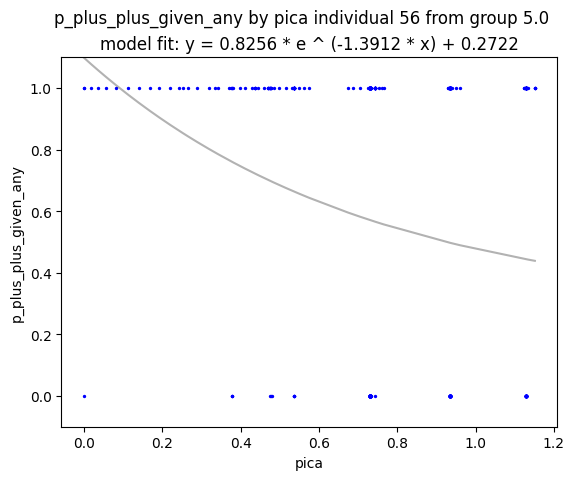 p_plus_plus_given_any by pica individual 56 from group 5.0
model fit: y = 0.8256 * e ^ (-1.3912 * x) + 0.2722
1.0
0.8
0.6
0.4
0.2
0.0
p_plus_plus_given_any
0.0 0.2 0.4 0.6 0.8 1.0 1.2
pica